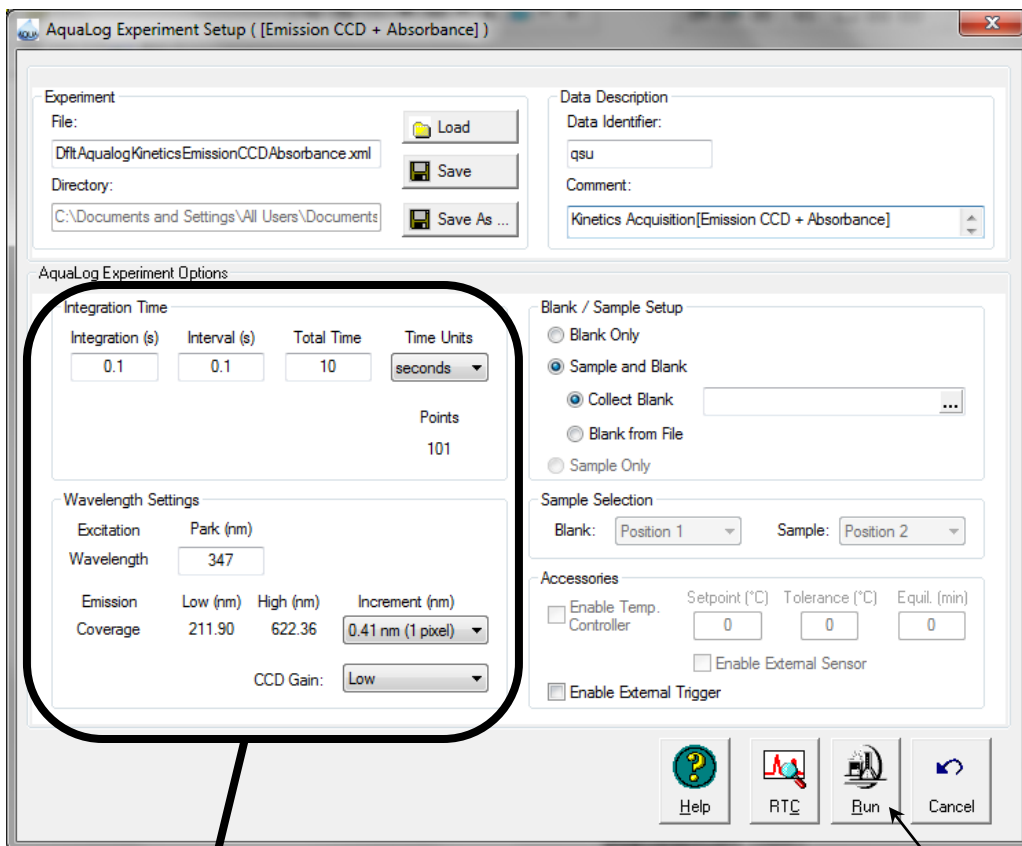 AquaLog Experiment Setup ( [Emission CCD + Absorbance] )
Experiment
File:
DfltAqualogKineticsEmissionCCDAbsorbance.xml
Load
Save
Directory:
C:\Documents and Settings\All Users\Documents
Save As ...
Data Description
Data Identifier:
qsu
Comment:
Kinetics Acquisition[Emission CCD + Absorbance]
AquaLog Experiment Options
Integration Time
Integration (s) Interval (s) Total Time Time Units
0.1 0.1 10 seconds
Points
101
Wavelength Settings
Excitation Park (nm)
Wavelength 347
Emission Low (nm) High (nm) Increment (nm)
Coverage 211.90 622.36 0.41 nm (1 pixel)
CCD Gain: Low
Blank / Sample Setup
Blank Only
Sample and Blank
Collect Blank ...
Blank from File
Sample Only
Sample Selection
Blank: Position 1 Sample: Position 2
Accessories
Enable Temp. Controller
Setpoint (°C) Tolerance (°C) Equil. (min)
0 0 0
Enable External Sensor
Enable External Trigger
Help RTC Run Cancel